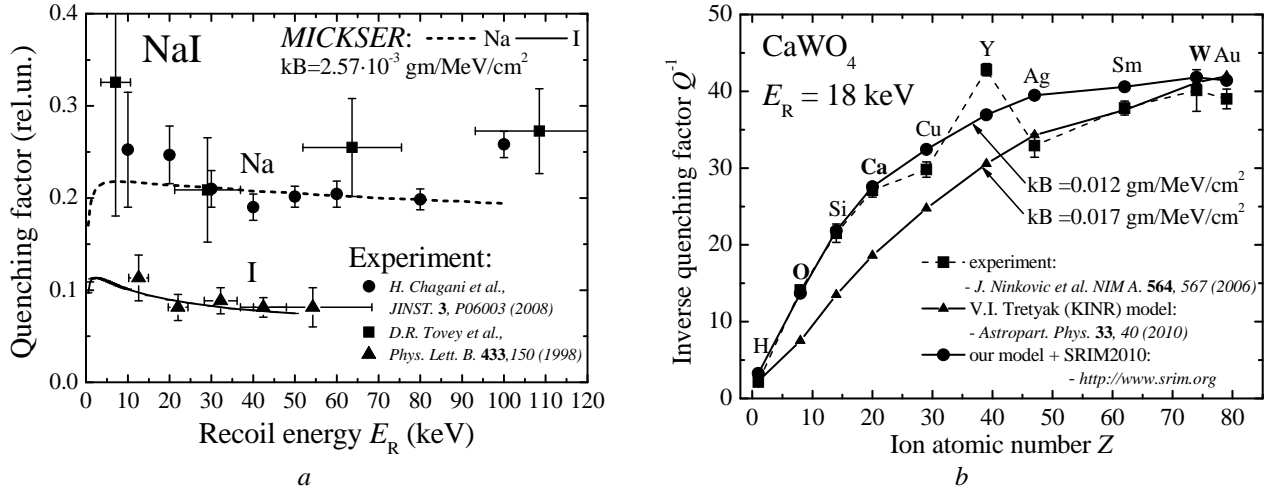 NaI
MICKSER: Na I
kB=2.57·10⁻³ gm/MeV/cm²
Na
I
Experiment:
H. Chagani et al.,
JINST. 3, P06003 (2008)
D.R. Tovey et al.,
Phys. Lett. B. 433,150 (1998)
Quenching factor (rel.un.)
0.4
0.3
0.2
0.1
0.0
0 10 20 30 40 50 60 70 80 90 100 110 120
Recoil energy E_R (keV)
a
CaWO₄
E_R = 18 keV
H
O
Si
Ca
Cu
Y
Ag
Sm
W Au
kB =0.012 gm/MeV/cm²
kB =0.017 gm/MeV/cm²
experiment:
- J. Ninkovic et al. NIM A. 564, 567 (2006)
V.I. Tretyak (KINR) model:
- Astropart. Phys. 33, 40 (2010)
our model + SRIM2010:
- http://www.srim.org
Inverse quenching factor Q⁻¹
50
40
30
20
10
0
0 10 20 30 40 50 60 70 80
Ion atomic number Z
b